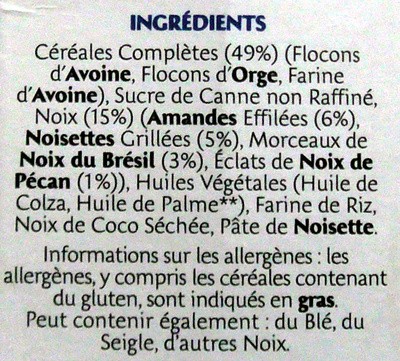 INGRÉDIENTS
Céréales Complètes (49%) (Flocons
d'Avoine, Flocons d'Orge, Farine
d'Avoine), Sucre de Canne non Raffiné,
Noix (15%) (Amandes Effilées (6%),
Noisettes Grillées (5%), Morceaux de
Noix du Brésil (3%), Éclats de Noix de
Pécan (1%)), Huiles Végétales (Huile de
Colza, Huile de Palme**), Farine de Riz,
Noix de Coco Séchée, Pâte de Noisette.
Informations sur les allergènes : les
allergènes, y compris les céréales contenant
du gluten, sont indiqués en gras.
Peut contenir également : du Blé, du
Seigle, d'autres Noix.